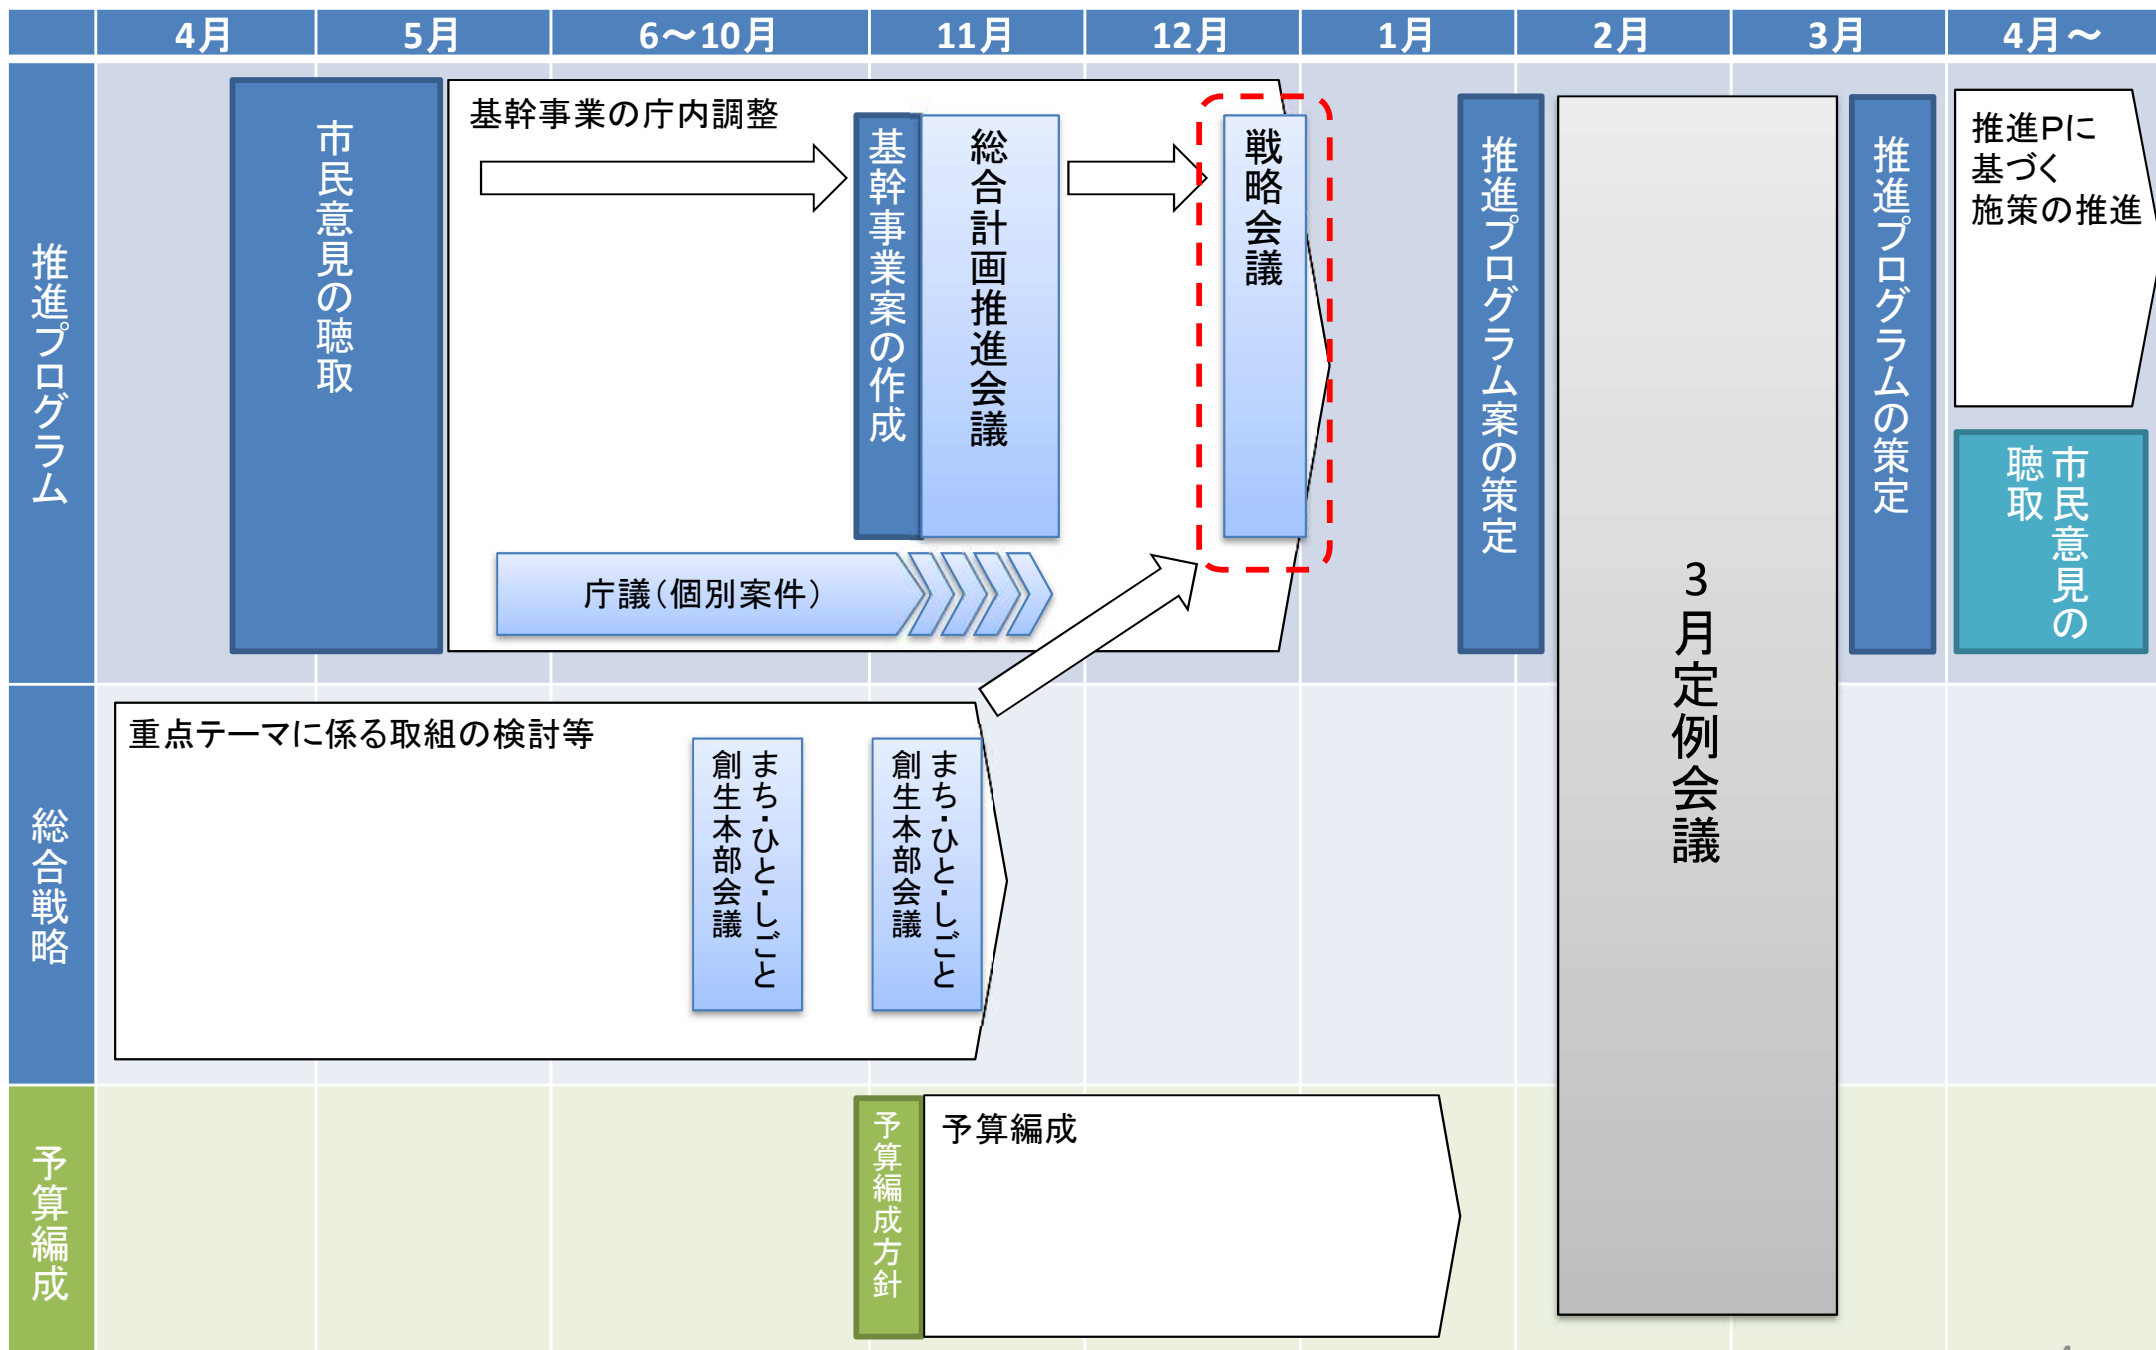 4月
5月
6～10月
11月
12月
1月
2月
3月
4月～
推進プログラム
市民意見の聴取
基幹事業の庁内調整
基幹事業案の作成
総合計画推進会議
戦略会議
庁議（個別案件）
推進プログラム案の策定
3月定例会議
推進プログラムの策定
推進Pに
基づく
施策の推進
市民意見の
聴取
総合戦略
重点テーマに係る取組の検討等
まち・ひと・しごと
創生本部会議
まち・ひと・しごと
創生本部会議
予算編成
予算編成方針
予算編成